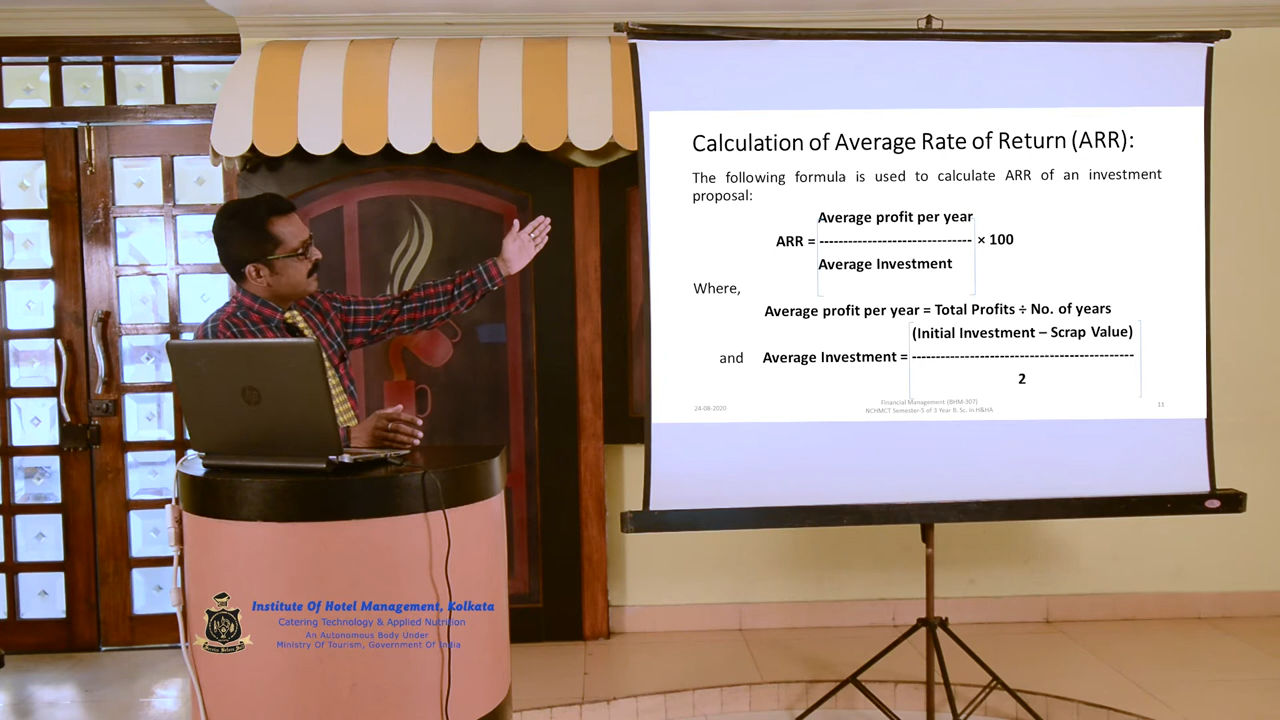 Calculation of Average Rate of Return (ARR):
The following formula is used to calculate ARR of an investment
proposal:
Average profit per year
ARR = ------------------------------- × 100
Average Investment
Where,
Average profit per year = Total Profits ÷ No. of years
(Initial Investment – Scrap Value)
and Average Investment = ---------------------------------------------
2
24-08-2020
Financial Management (BHM-307)
NCHMCT Semester-5 of 3 Year B. Sc. in H&HA
11
Institute Of Hotel Management, Kolkata
Catering Technology & Applied Nutrition
An Autonomous Body Under
Ministry Of Tourism, Government Of India